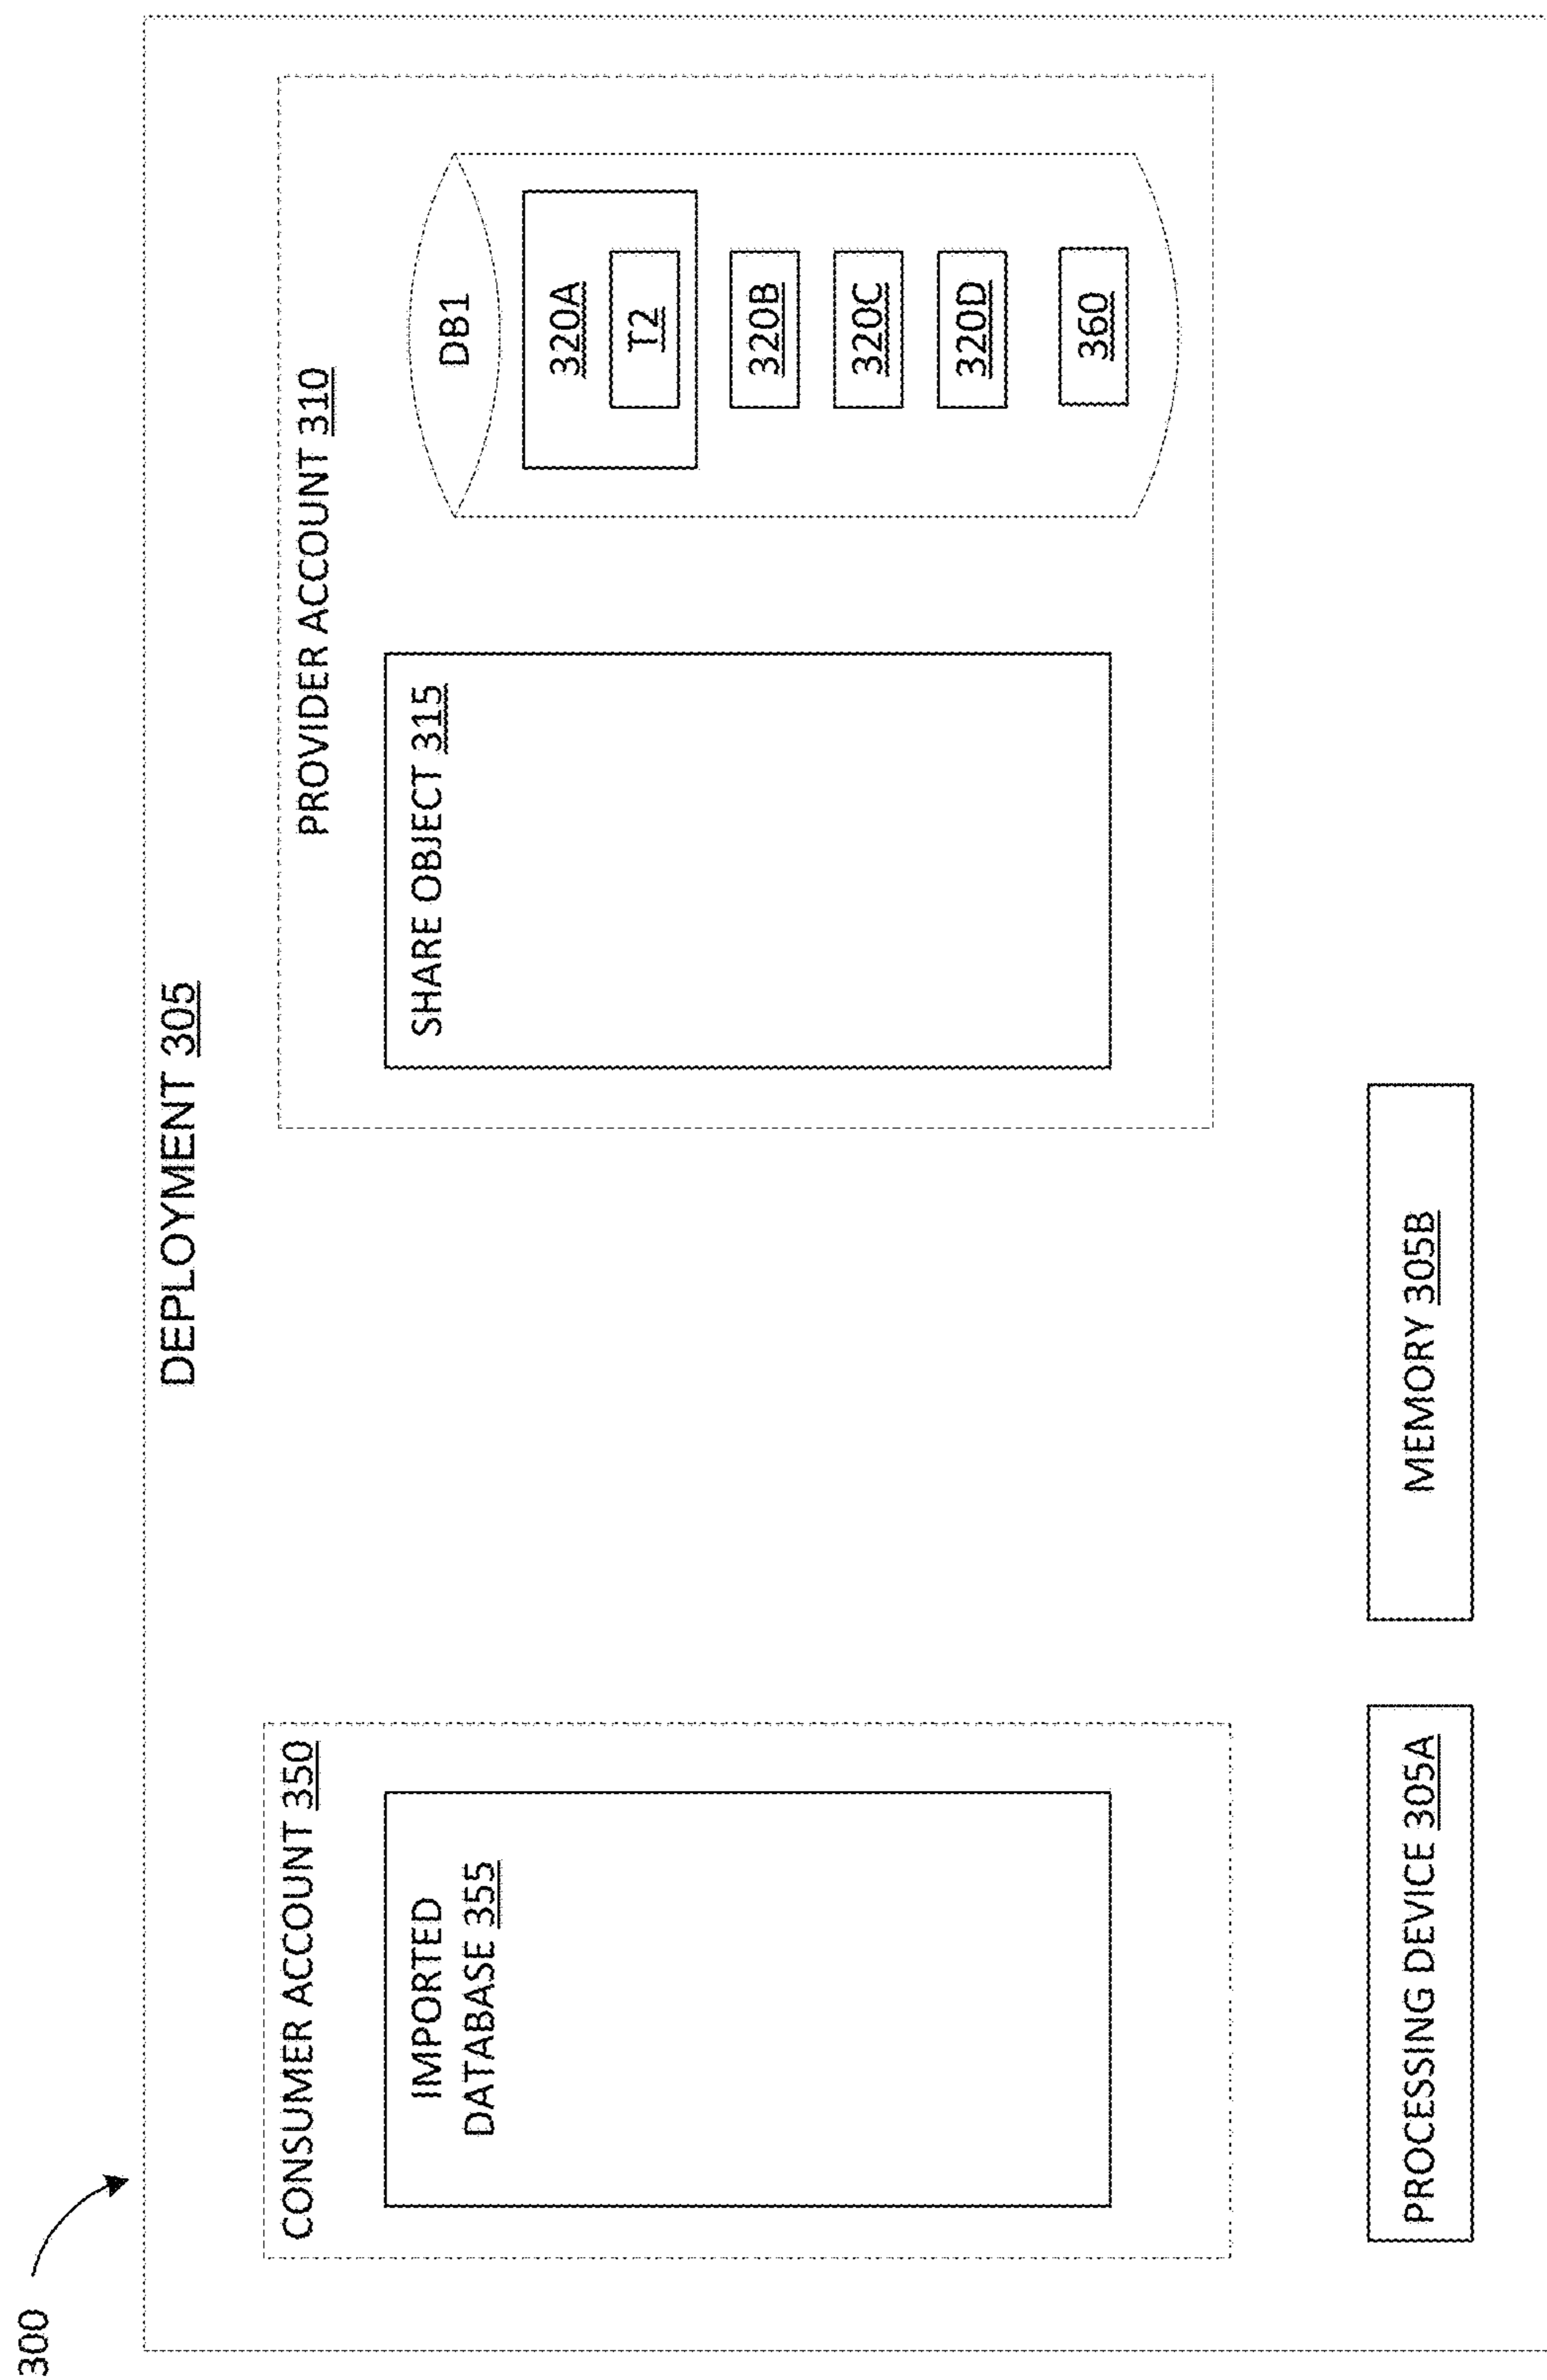 300
DEPLOYMENT 305
CONSUMER ACCOUNT 350
IMPORTED
DATABASE 355
PROVIDER ACCOUNT 310
SHARE OBJECT 315
DB1
320A
T2
320B
320C
320D
360
PROCESSING DEVICE 305A
MEMORY 305B